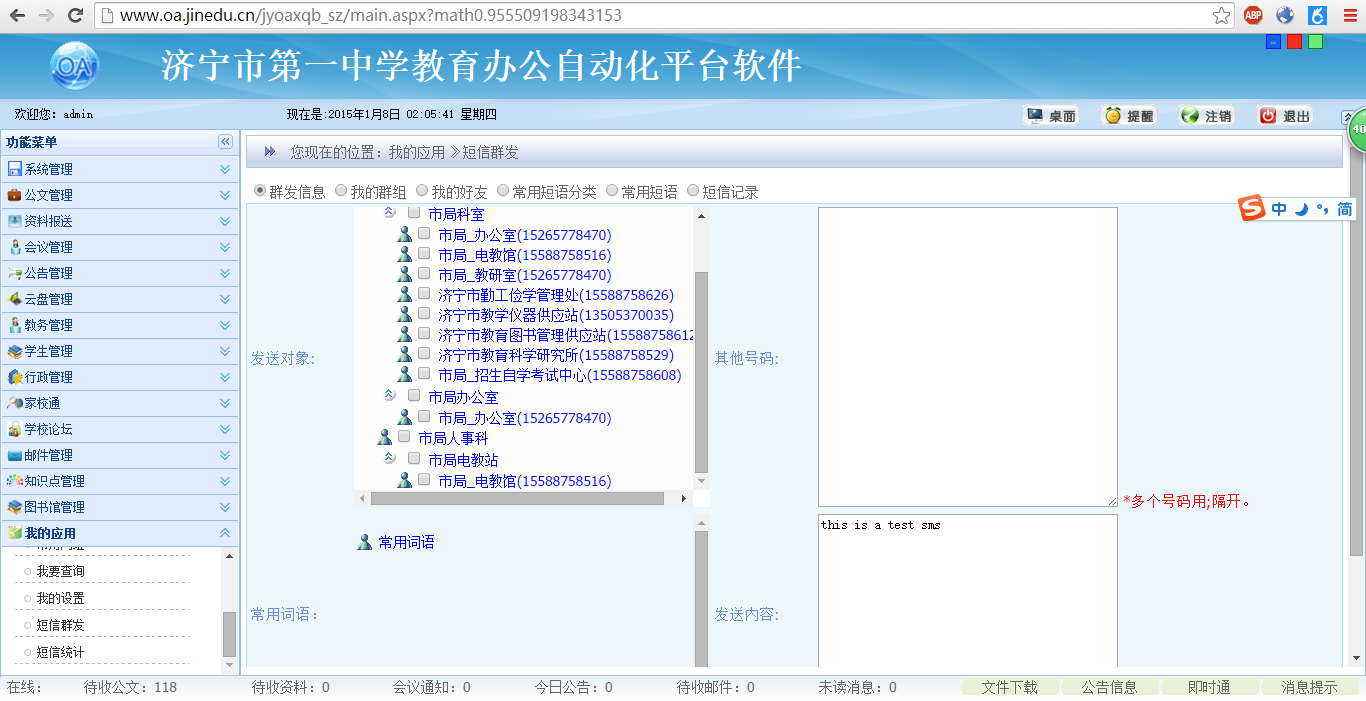 www.oa.jinedu.cn/jyoaxqb_sz/main.aspx?math0.955509198343153
ABP
OA
济宁市第一中学教育办公自动化平台软件
欢迎您：admin
现在是:2015年1月8日 02:05:41 星期四
桌面
提醒
注销
退出
40
功能菜单
系统管理
公文管理
资料报送
会议管理
公告管理
云盘管理
教务管理
学生管理
行政管理
家校通
学校论坛
邮件管理
知识点管理
图书馆管理
我的应用
我要查询
我的设置
短信群发
短信统计
您现在的位置：我的应用 ≫短信群发
群发信息 我的群组 我的好友 常用短语分类 常用短语 短信记录
S 中 简
发送对象:
市局科室
市局_办公室(15265778470)
市局_电教馆(15588758516)
市局_教研室(15265778470)
济宁市勤工俭学管理处(15588758626)
济宁市教学仪器供应站(13505370035)
济宁市教育图书管理供应站(15588758612
济宁市教育科学研究所(15588758529)
市局_招生自学考试中心(15588758608)
市局办公室
市局_办公室(15265778470)
市局人事科
市局电教站
市局_电教馆(15588758516)
其他号码:
*多个号码用;隔开。
常用词语：
常用词语
发送内容:
this is a test sms
在线：
待收公文：118
待收资料：0
会议通知：0
今日公告：0
待收邮件：0
未读消息：0
文件下载
公告信息
即时通
消息提示